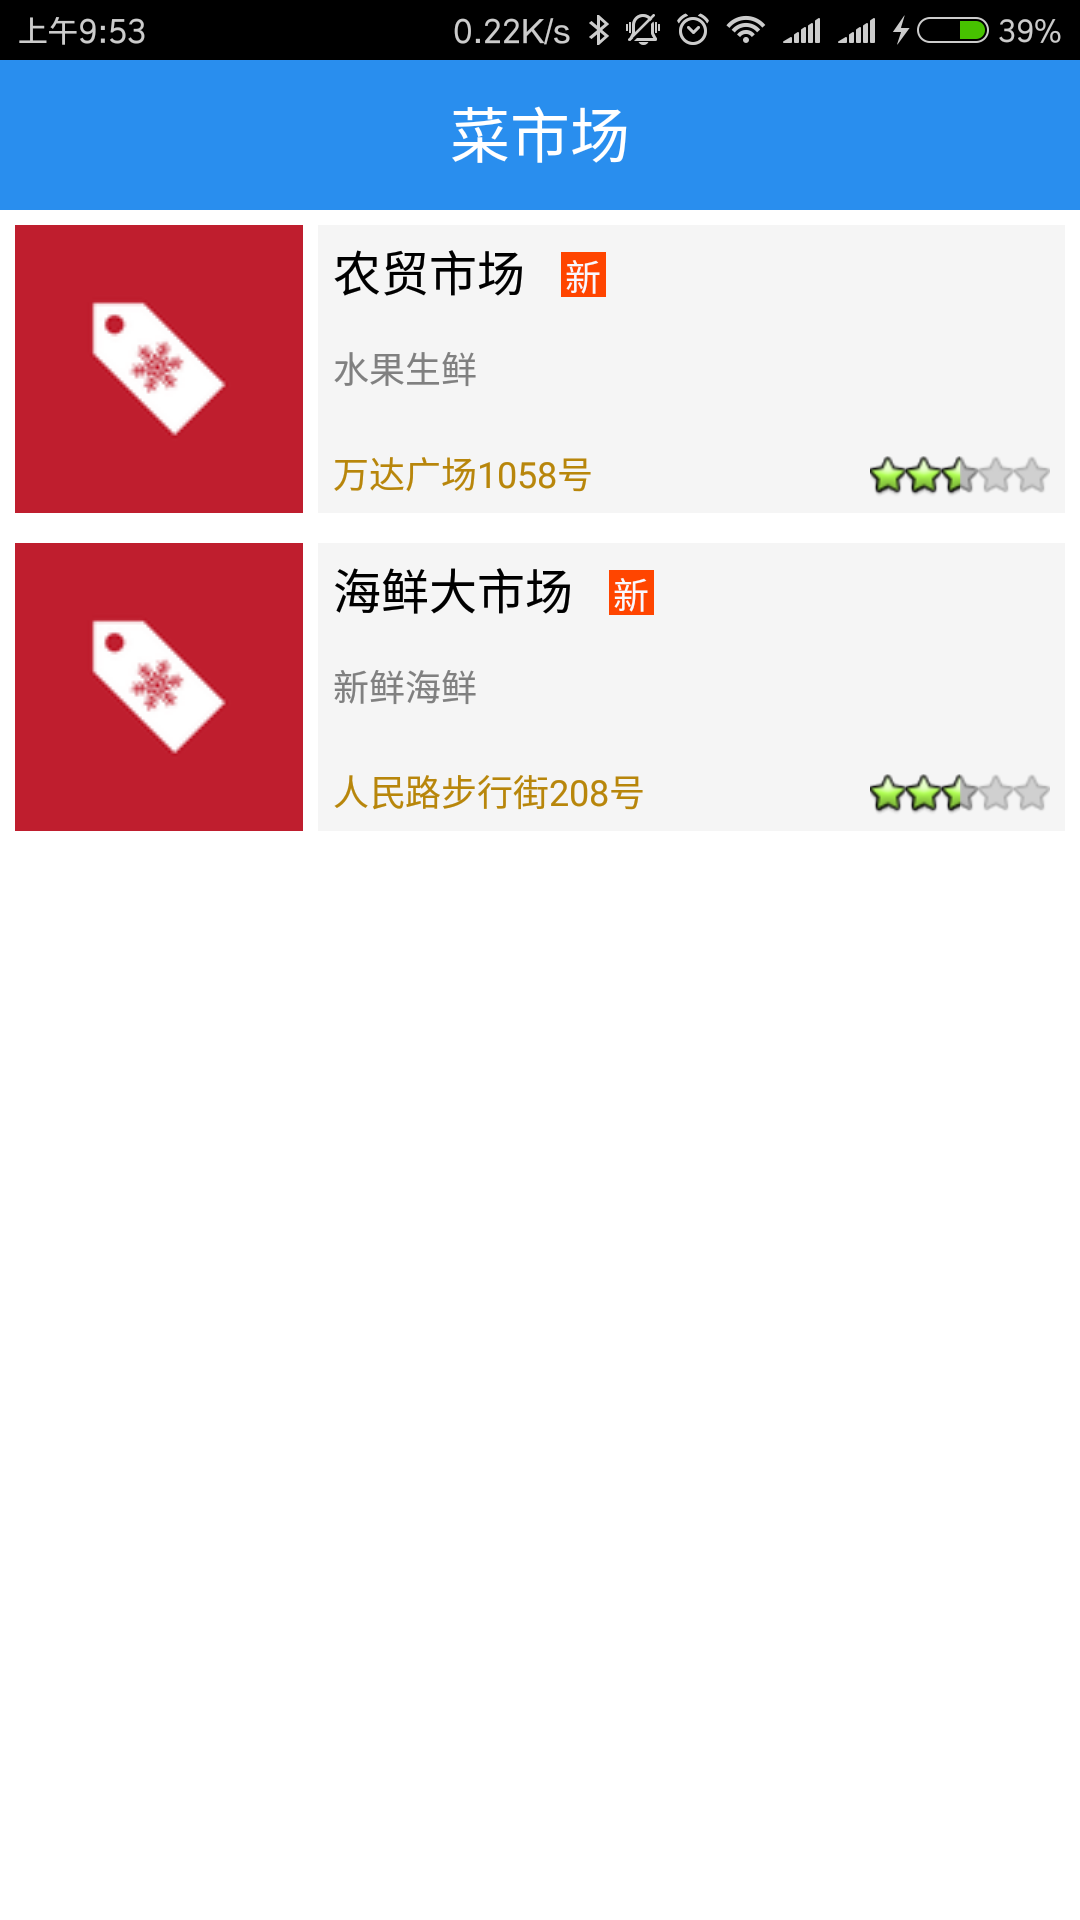 上午9:53 0.22K/s 39%
菜市场
农贸市场 新
水果生鲜
万达广场1058号
海鲜大市场 新
新鲜海鲜
人民路步行街208号